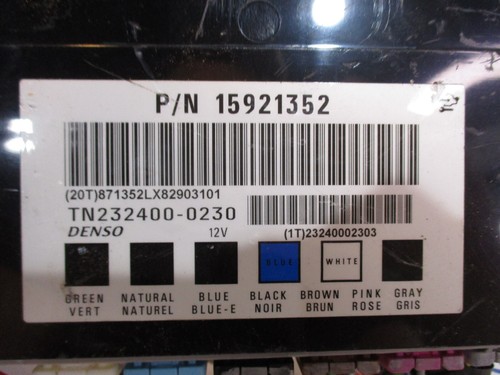 P/N 15921352
(20T)871352LX82903101
TN232400-0230
(1T)23240002303
DENSO 12V
BLUE WHITE
GREEN NATURAL BLUE BLACK BROWN PINK GRAY
VERT NATUREL BLUE-E NOIR BRUN ROSE GRIS